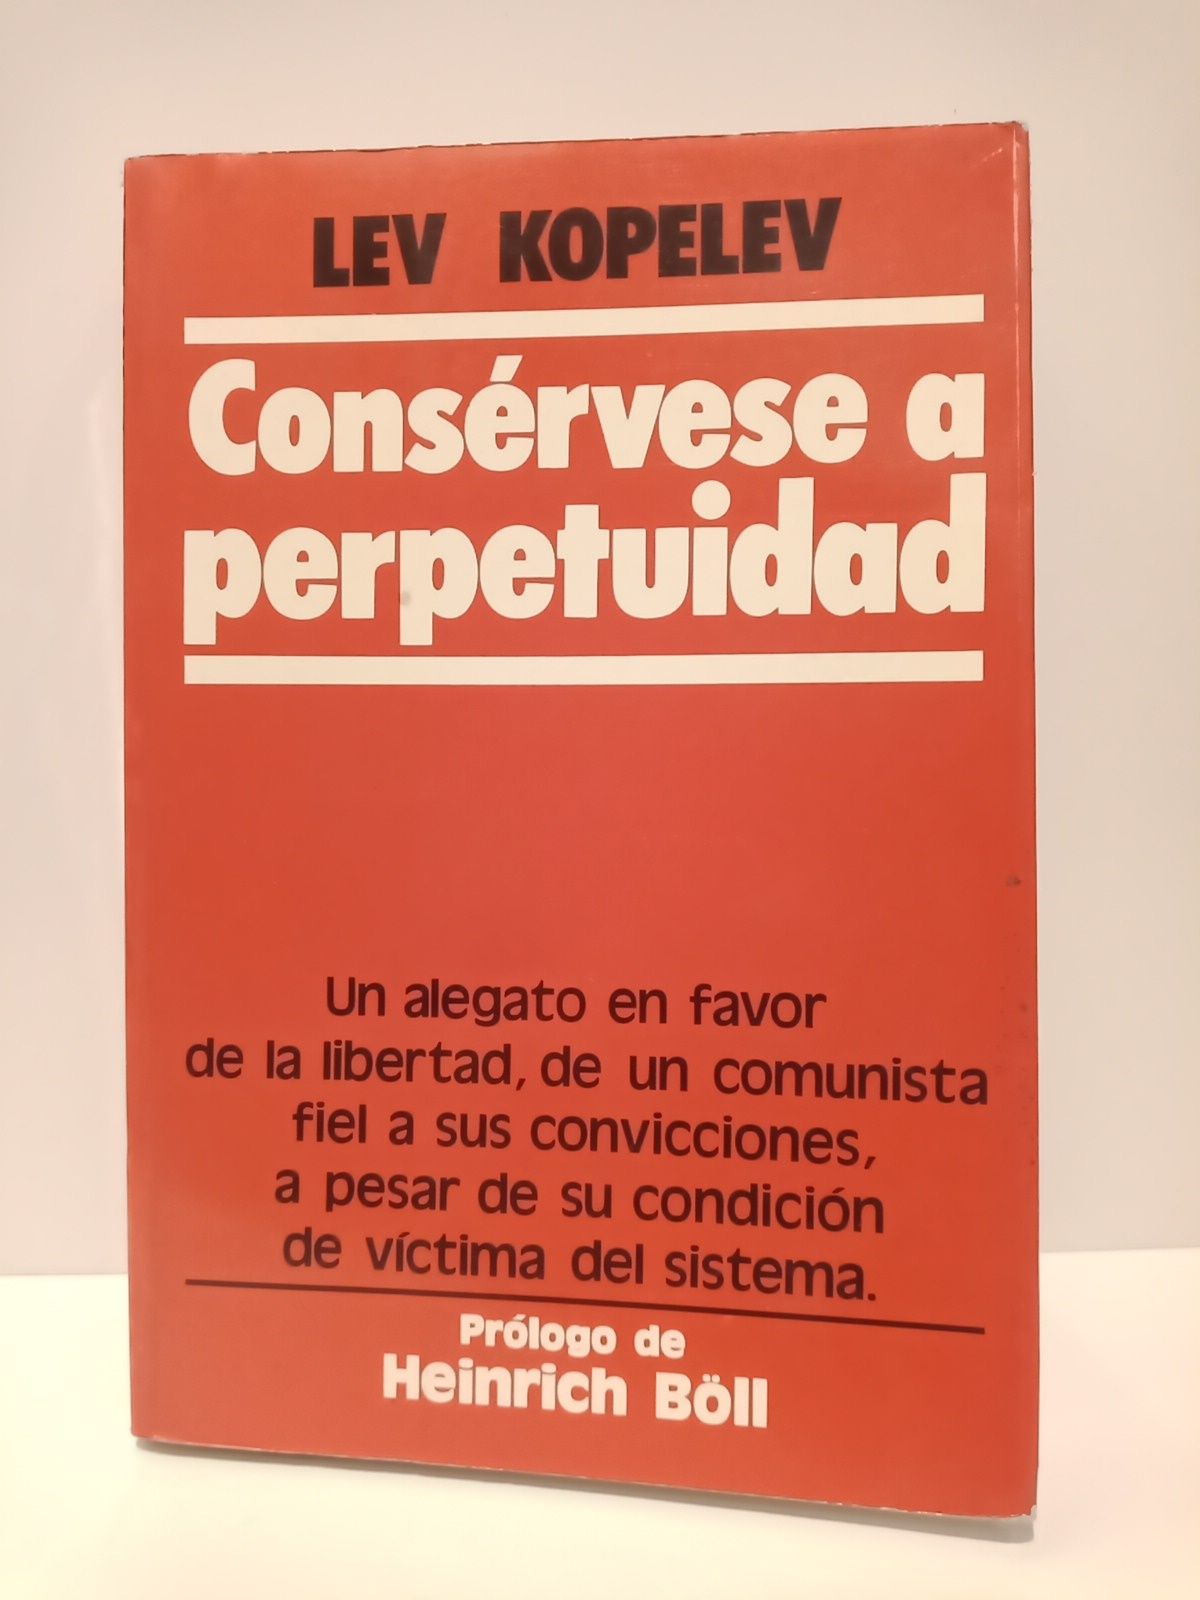 LEV KOPELEV
Consérvese a
perpetuidad
Un alegato en favor
de la libertad, de un comunista
fiel a sus convicciones,
a pesar de su condición
de víctima del sistema.
Prólogo de
Heinrich Böll